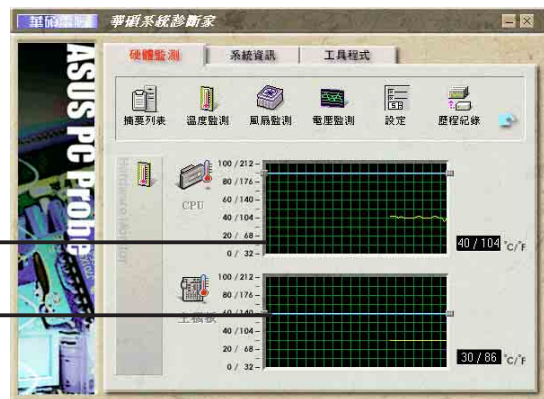 華碩電腦 華碩系統診斷家
硬體監測 系統資訊 工具程式
摘要列表 溫度監測 風扇監測 電壓監測 設定 歷程紀錄
ASUS PC Probe
Hardware Monitor
CPU
100 / 212
80 / 176
60 / 140
40 / 104
20 / 68
0 / 32
40 / 104 °C/°F
主機板
100 / 212
80 / 176
60 / 140
40 / 104
20 / 68
0 / 32
30 / 86 °C/°F